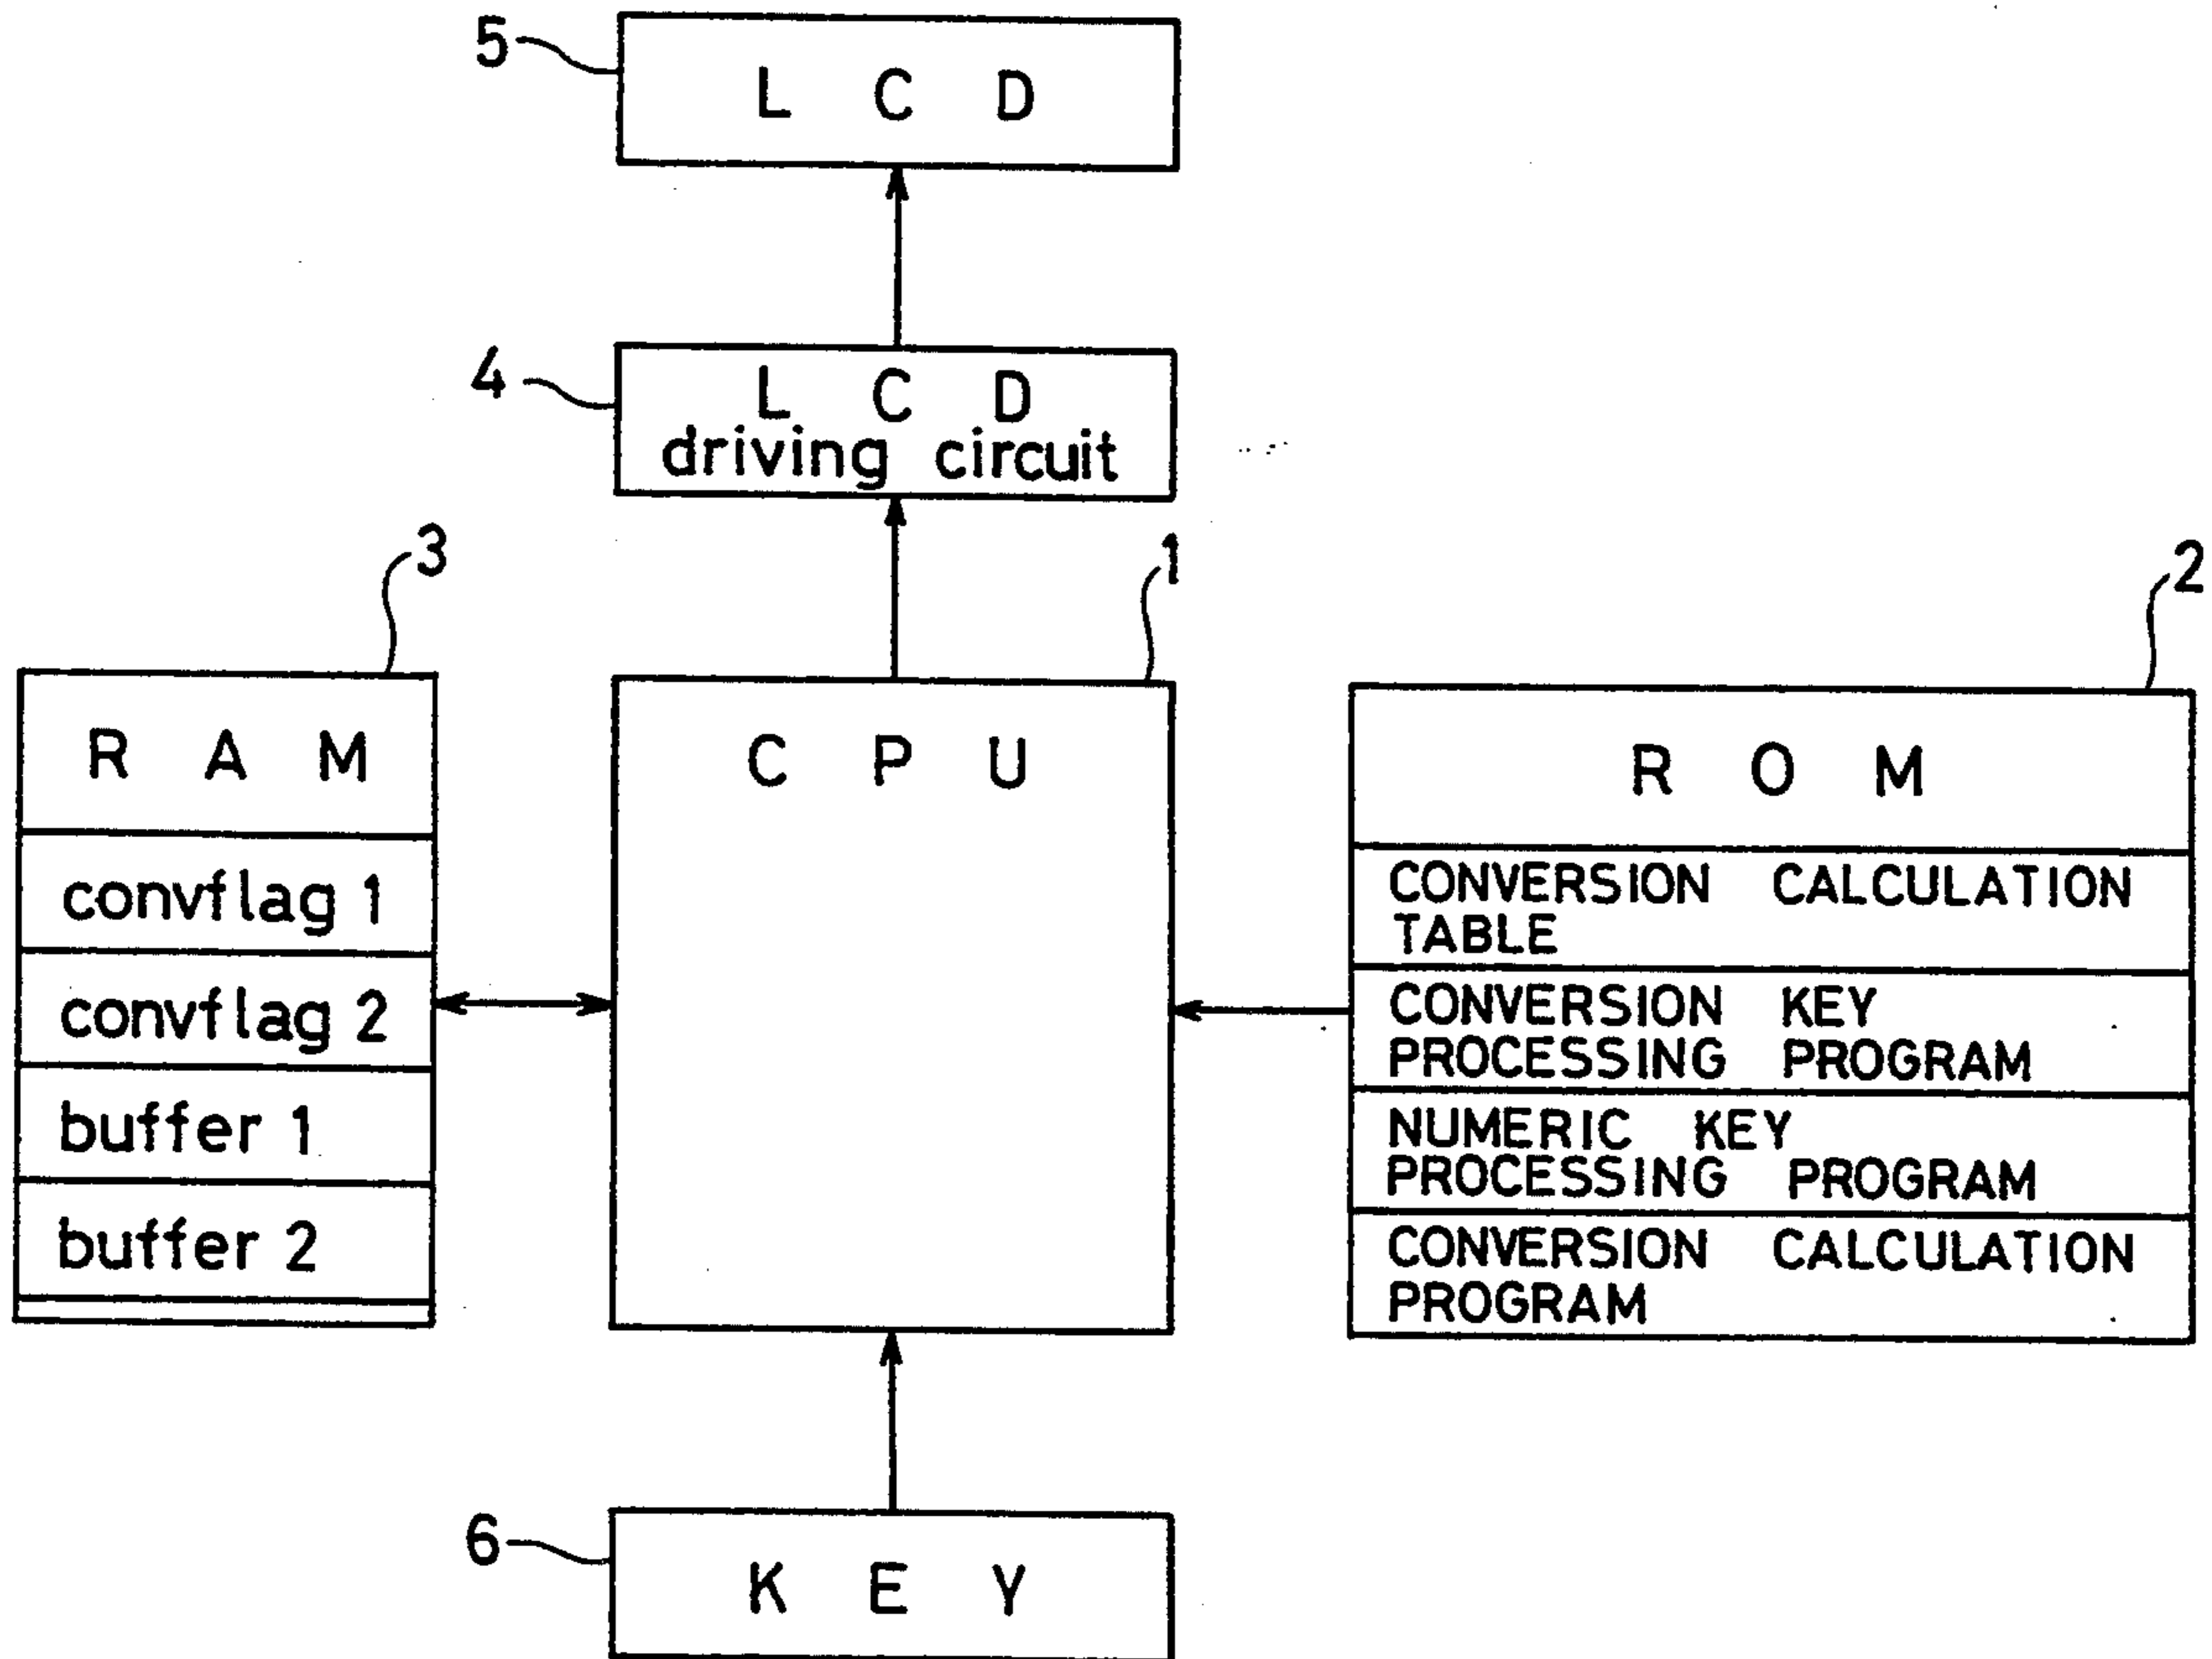 5
L C D
4
L C D
driving circuit
3
1
2
R A M
convflag 1
convflag 2
buffer 1
buffer 2
C P U
R O M
CONVERSION CALCULATION
TABLE
CONVERSION KEY
PROCESSING PROGRAM
NUMERIC KEY
PROCESSING PROGRAM
CONVERSION CALCULATION
PROGRAM
6
K E Y